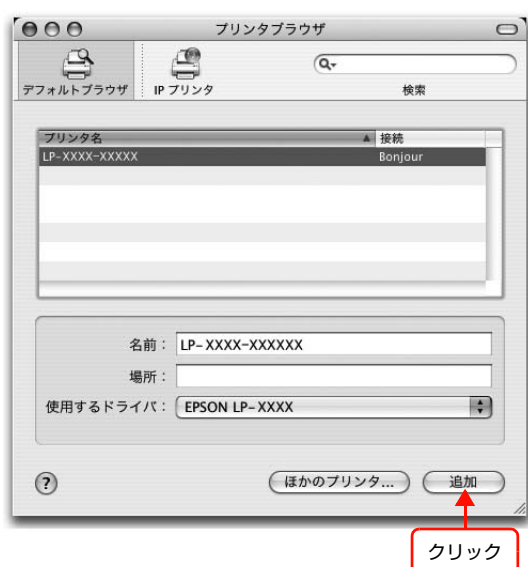 プリンタブラウザ
デフォルトブラウザ IP プリンタ 検索
プリンタ名 接続
LP-XXXX-XXXXX Bonjour
名前： LP-XXXX-XXXXXX
場所：
使用するドライバ： EPSON LP-XXXX
? ほかのプリンタ... 追加
クリック